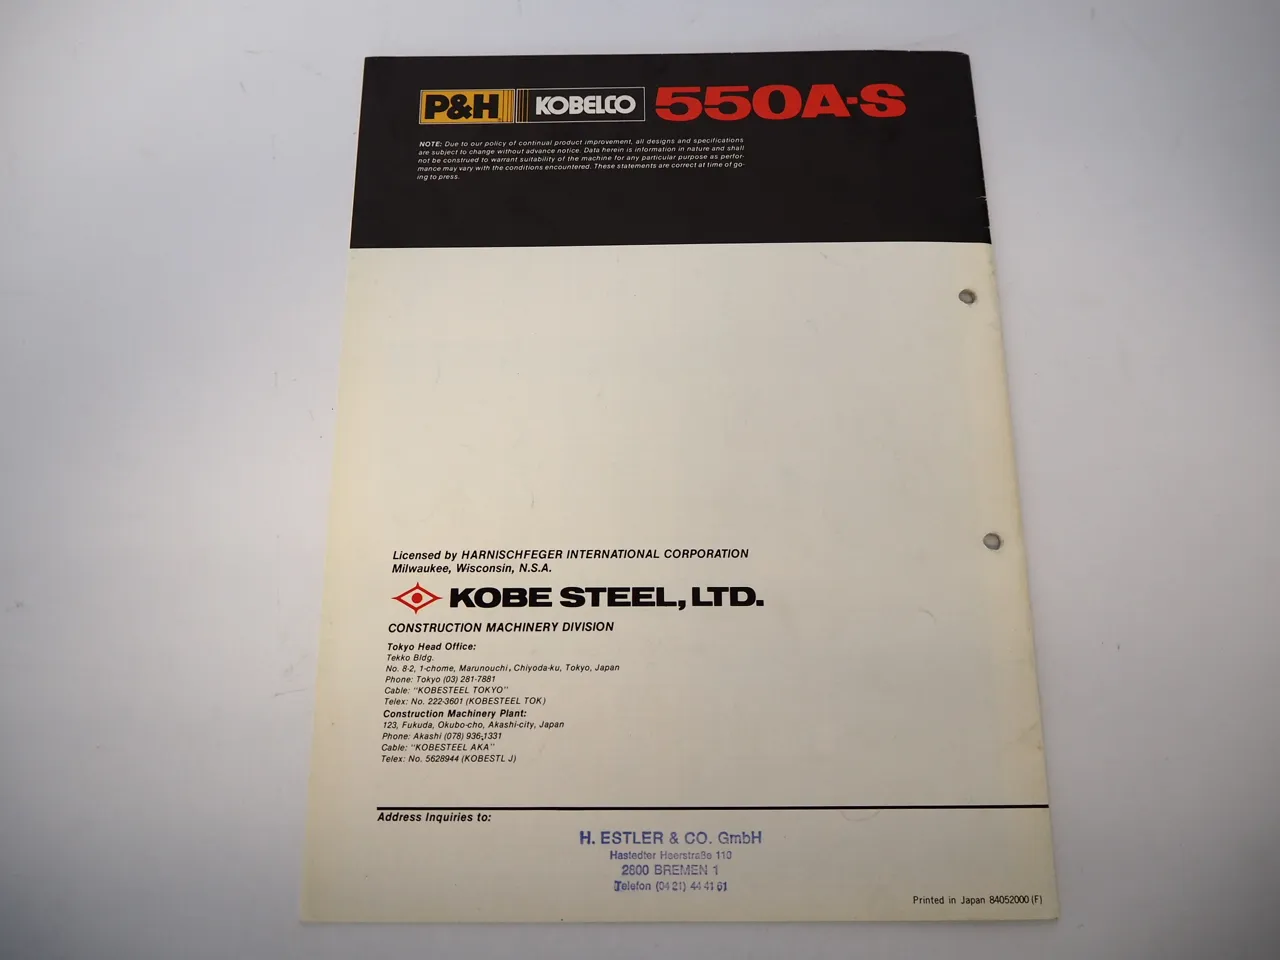 P&H KOBELCO 550A-S
NOTE: Due to our policy of continual product improvement, all designs and specifications
are subject to change without advance notice. Data herein is information in nature and shall
not be construed to warrant suitability of the machine for any particular purpose as perfor-
mance may vary with the conditions encountered. These statements are correct at time of go-
ing to press.
Licensed by HARNISCHFEGER INTERNATIONAL CORPORATION
Milwaukee, Wisconsin, N.S.A.
KOBE STEEL, LTD.
CONSTRUCTION MACHINERY DIVISION
Tokyo Head Office:
Tekko Bldg.
No. 8-2, 1-chome, Marunouchi, Chiyoda-ku, Tokyo, Japan
Phone: Tokyo (03) 281-7881
Cable: "KOBESTEEL TOKYO"
Telex: No. 222-3601 (KOBESTEEL TOK)
Construction Machinery Plant:
123, Fukuda, Okubo-cho, Akashi-city, Japan
Phone: Akashi (078) 936-1331
Cable: "KOBESTEEL AKA"
Telex: No. 5628944 (KOBESTL J)
Address Inquiries to:
H. ESTLER & CO. GmbH
Hastedter Heerstraße 113
2800 BREMEN 1
Telefon (04 21) 44 41 61
Printed in Japan 84052000 (F)